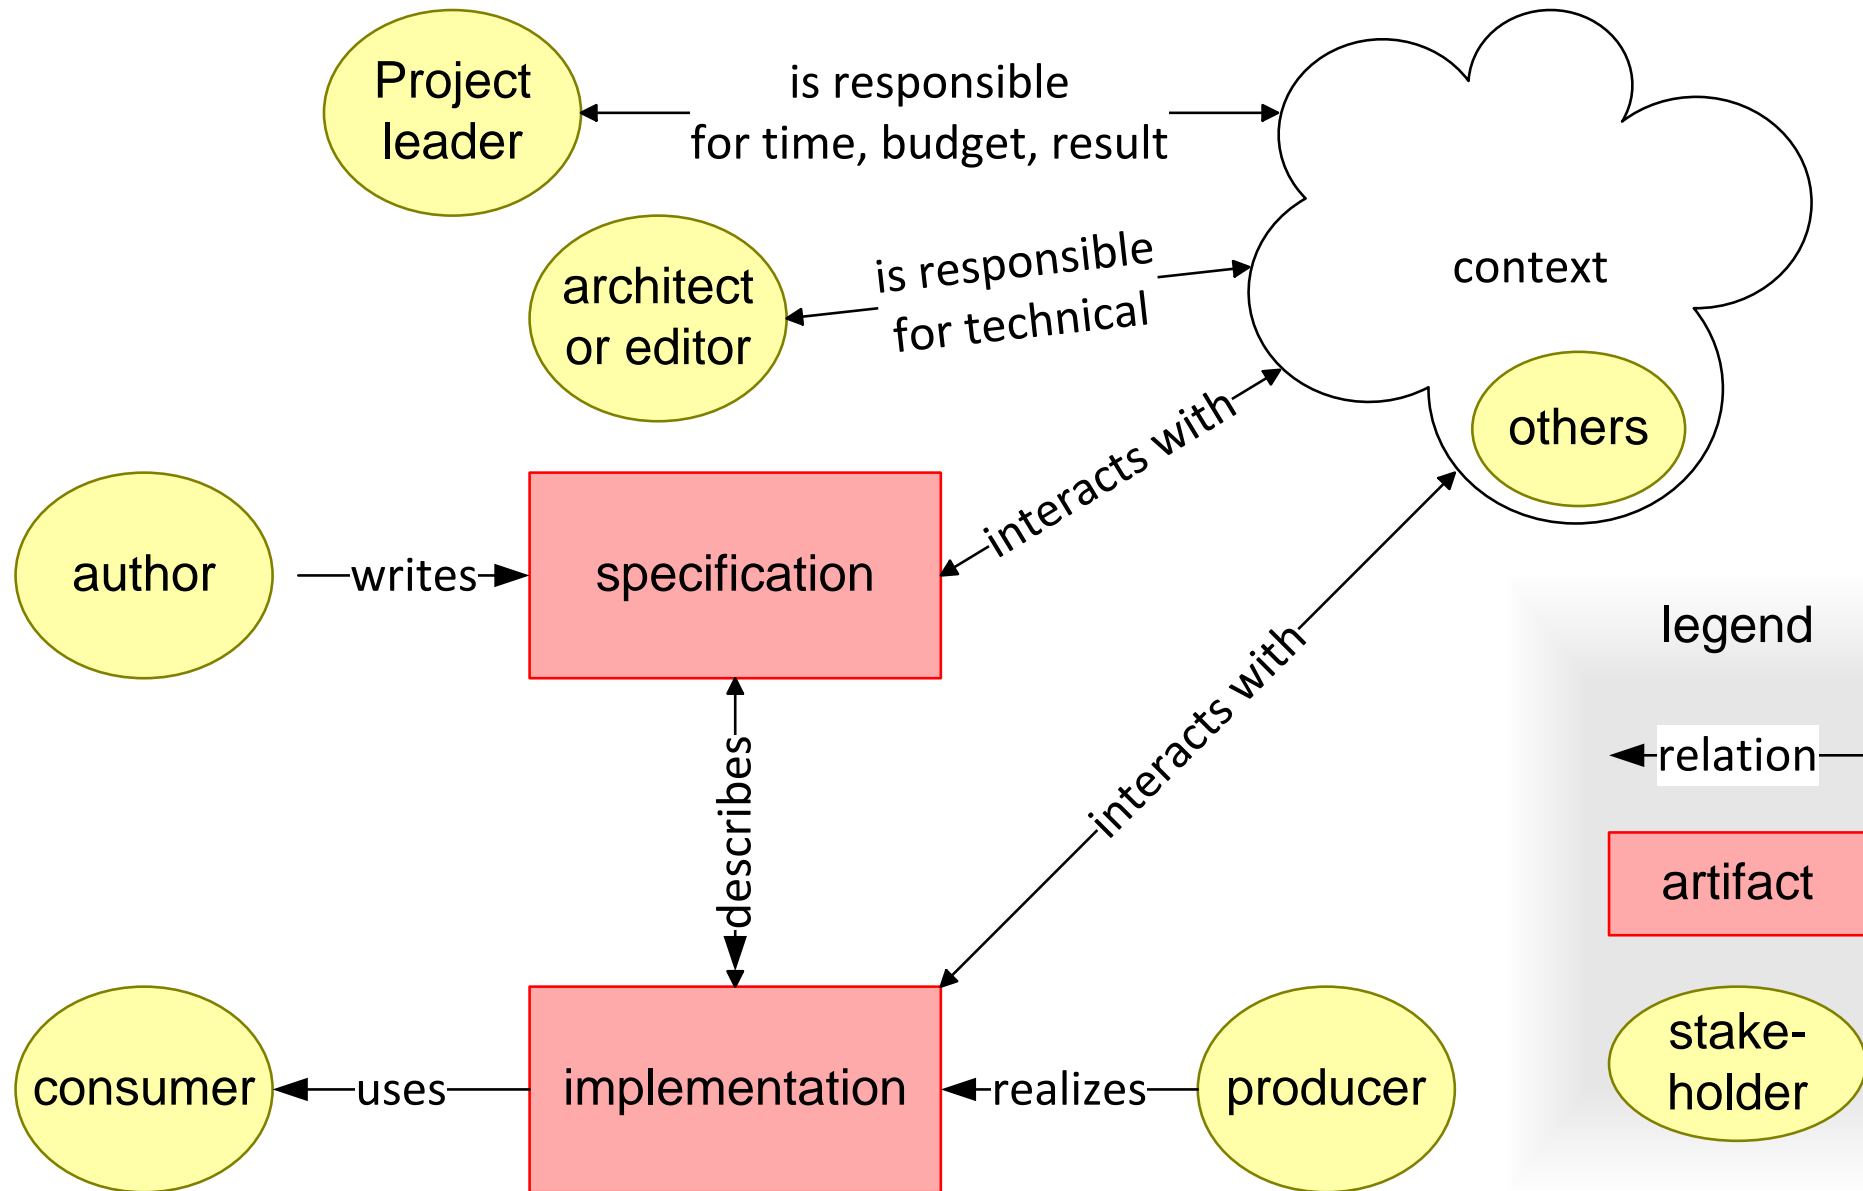 Project
leader
is responsible
for time, budget, result
architect
or editor
is responsible
for technical
context
others
interacts with
author
writes
specification
interacts with
describes
consumer
uses
implementation
realizes
producer
legend
relation
artifact
stake-
holder